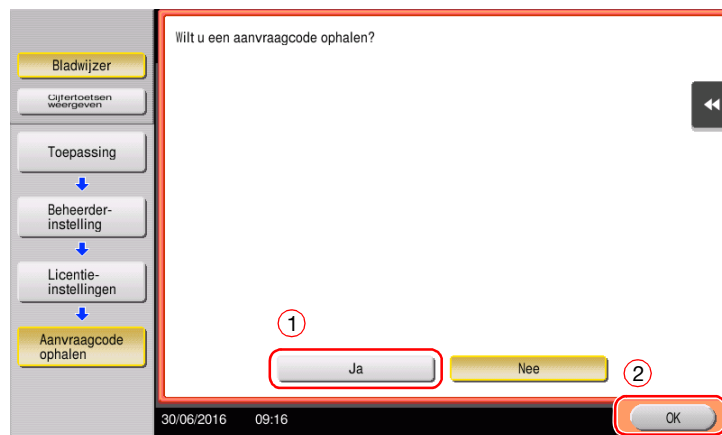 Wilt u een aanvraagcode ophalen?
Bladwijzer
Cijfertoetsen
weergeven
Toepassing
Beheerder-
instelling
Licentie-
instellingen
Aanvraagcode
ophalen
1
Ja
Nee
2
30/06/2016 09:16
OK